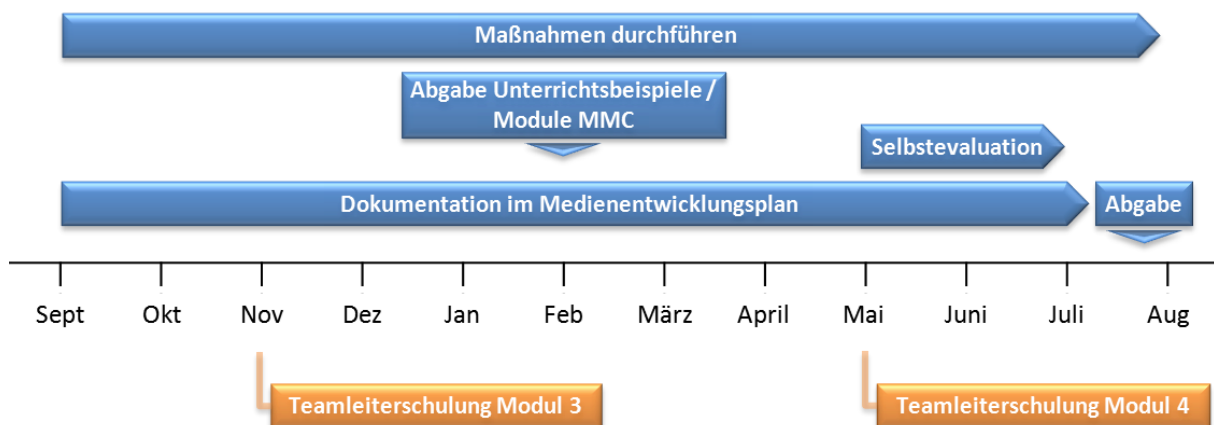 Maßnahmen durchführen
Abgabe Unterrichtsbeispiele /
Module MMC
Selbstevaluation
Dokumentation im Medienentwicklungsplan
Abgabe
Sept Okt Nov Dez Jan Feb März April Mai Juni Juli Aug
Teamleiterschulung Modul 3
Teamleiterschulung Modul 4